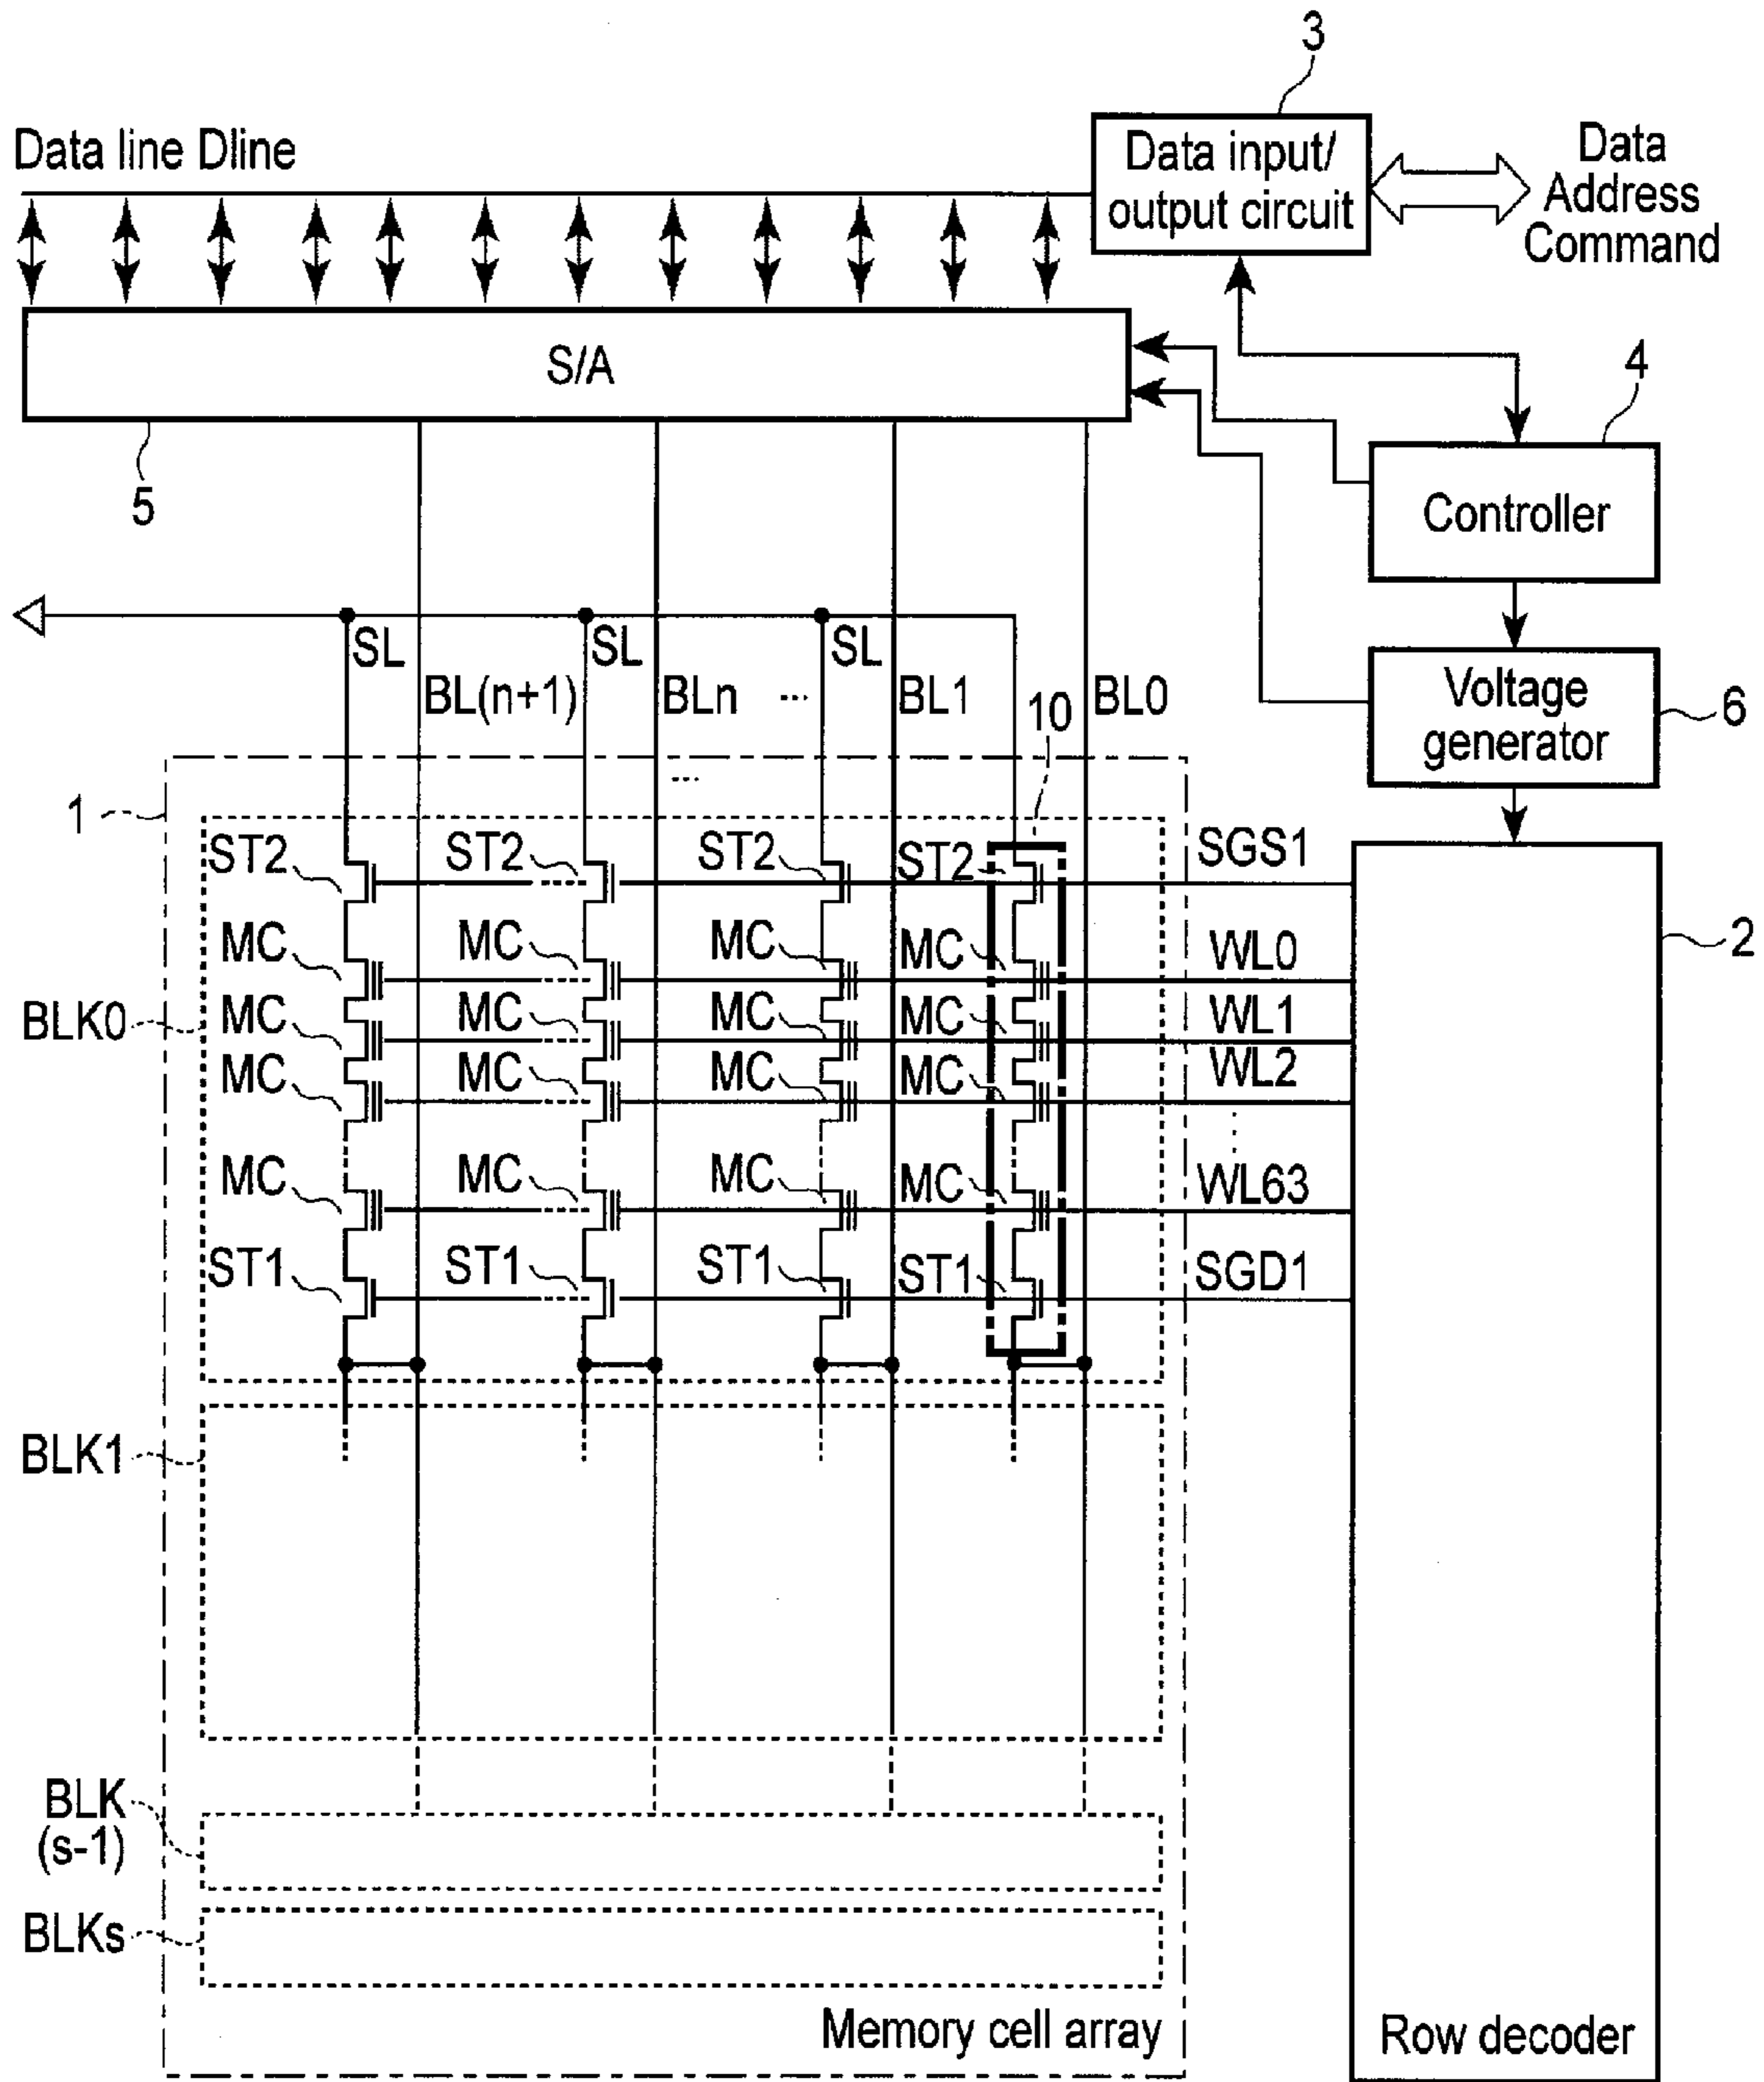 3
Data line Dline
Data input/
output circuit
Data
Address
Command
S/A
4
5
Controller
SL
SL
SL
BL(n+1)
BLn
...
BL1
10
BL0
Voltage
generator
6
1
...
ST2
ST2
ST2
ST2
SGS1
2
MC
MC
MC
MC
WL0
BLK0
MC
MC
MC
MC
WL1
MC
MC
MC
MC
WL2
MC
MC
MC
MC
WL63
ST1
ST1
ST1
ST1
SGD1
BLK1
BLK
(s-1)
BLKs
Memory cell array
Row decoder